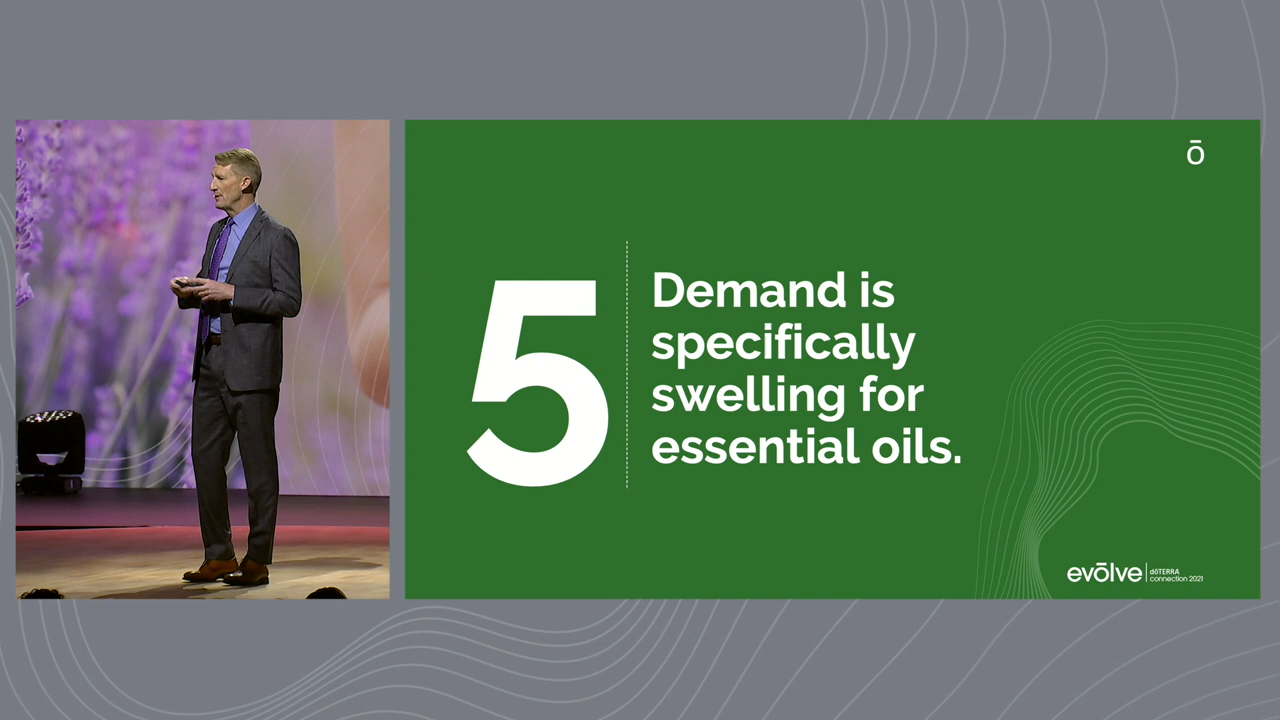 ō
5
Demand is
specifically
swelling for
essential oils.
evōlve
dōTERRA
connection 2021